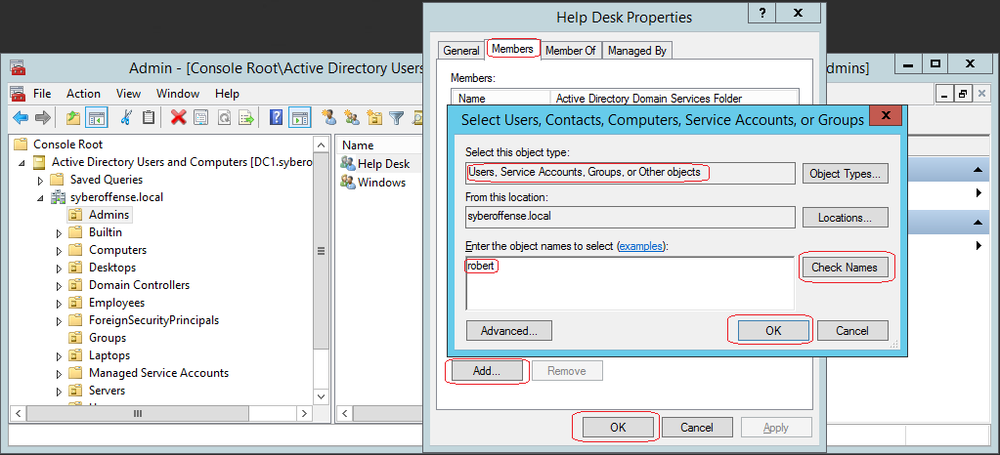 Help Desk Properties
? X
General Members Member Of Managed By
Members:
Name Active Directory Domain Services Folder
Admin - [Console Root\Active Directory Users
dmins]
File Action View Window Help
Console Root
Active Directory Users and Computers [DC1.sybero
Saved Queries
syberoffense.local
Admins
Builtin
Computers
Desktops
Domain Controllers
Employees
ForeignSecurityPrincipals
Groups
Laptops
Managed Service Accounts
Servers
Name
Help Desk
Windows
Select Users, Contacts, Computers, Service Accounts, or Groups
Select this object type:
Users, Service Accounts, Groups, or Other objects
Object Types...
From this location:
syberoffense.local
Locations...
Enter the object names to select (examples):
robert
Check Names
Advanced...
OK
Cancel
Add...
Remove
OK
Cancel
Apply